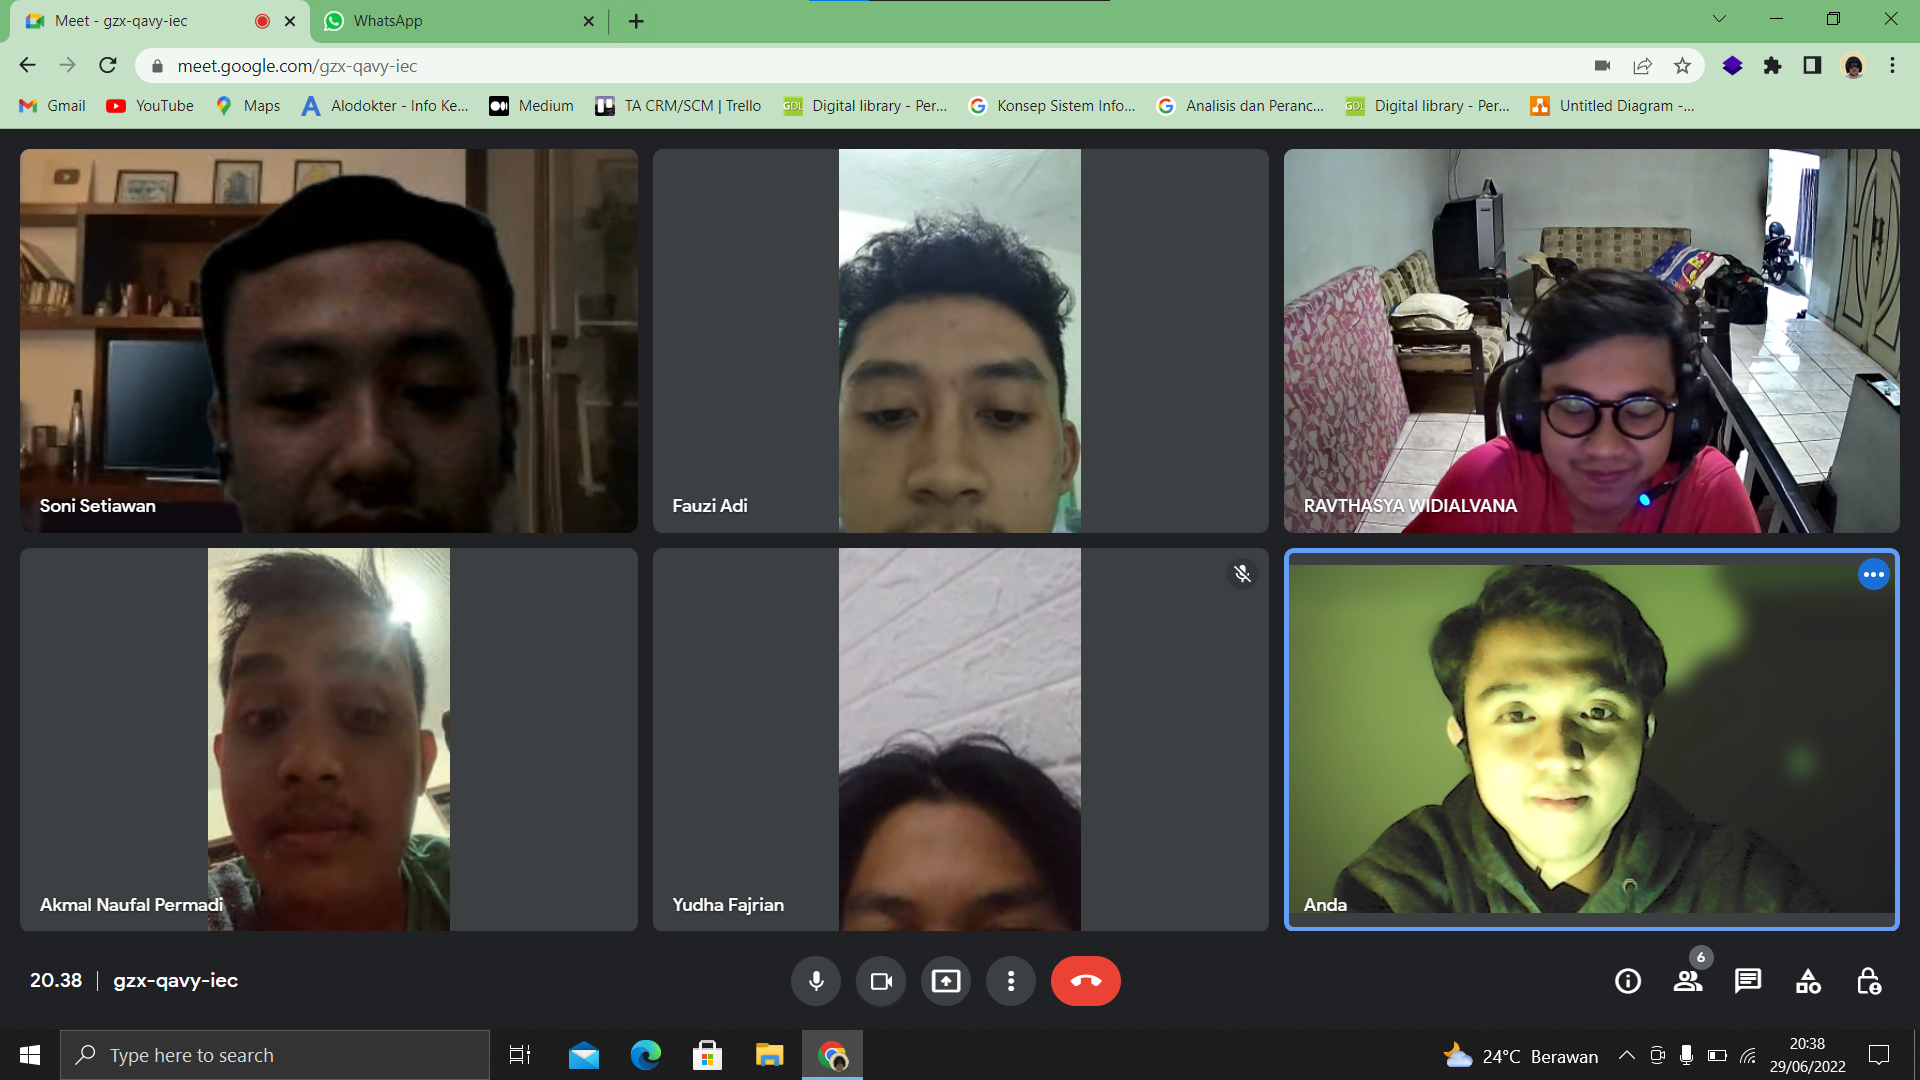 Meet - gzx-qavy-iec
WhatsApp
meet.google.com/gzx-qavy-iec
Gmail
YouTube
Maps
Alodokter - Info Ke...
Medium
TA CRM/SCM | Trello
GDL
Digital library - Per...
Konsep Sistem Info...
Analisis dan Peranc...
GDL
Digital library - Per...
Untitled Diagram -...
Soni Setiawan
Fauzi Adi
RAVTHASYA WIDIALVANA
Akmal Naufal Permadi
Yudha Fajrian
Anda
20.38 | gzx-qavy-iec
6
Type here to search
24°C Berawan
20:38
29/06/2022